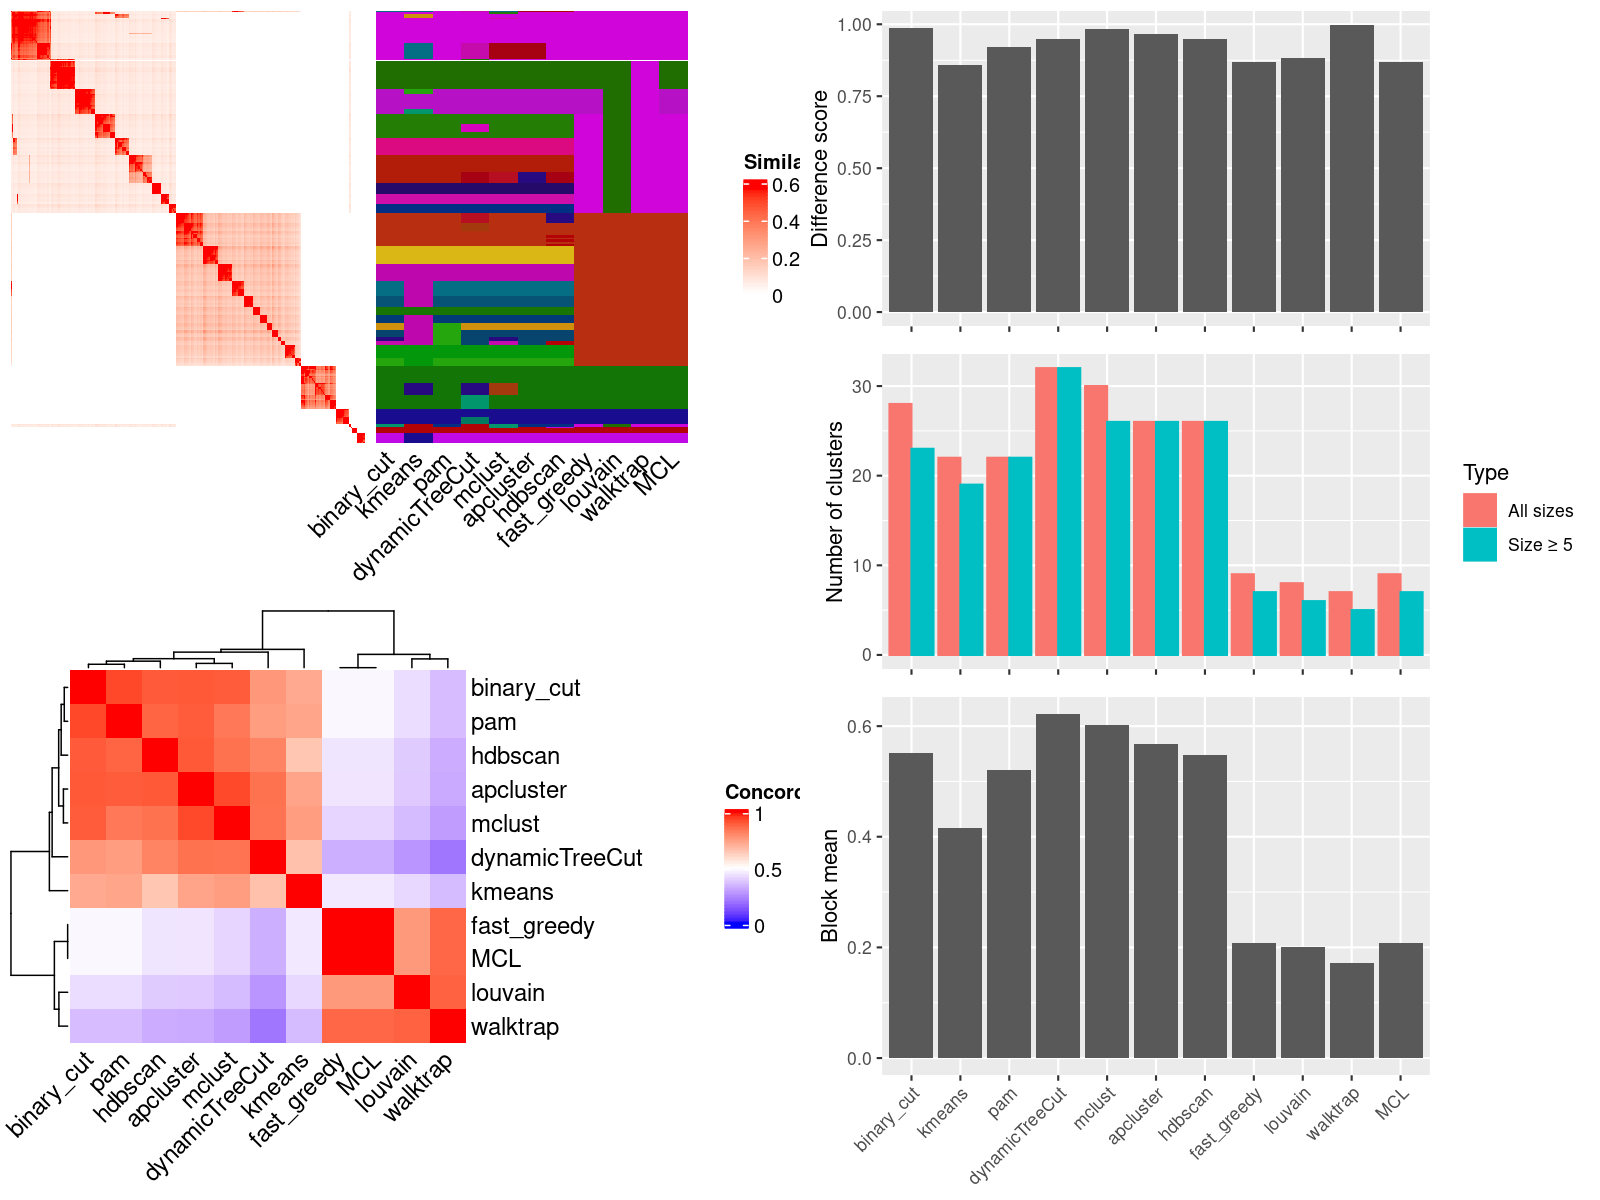 Simila
0.6
0.4
0.2
0
binary_cut
kmeans
pam
dynamicTreeCut
mclust
apcluster
hdbscan
fast_greedy
louvain
walktrap
MCL
binary_cut
pam
hdbscan
apcluster
mclust
dynamicTreeCut
kmeans
fast_greedy
MCL
louvain
walktrap
Concord
1
0.5
0
binary_cut
pam
hdbscan
apcluster
mclust
dynamicTreeCut
kmeans
fast_greedy
MCL
louvain
walktrap
Difference score
1.00
0.75
0.50
0.25
0.00
Number of clusters
30
20
10
0
Type
All sizes
Size ≥ 5
Block mean
0.6
0.4
0.2
0.0
binary_cut
kmeans
pam
dynamicTreeCut
mclust
apcluster
hdbscan
fast_greedy
louvain
walktrap
MCL